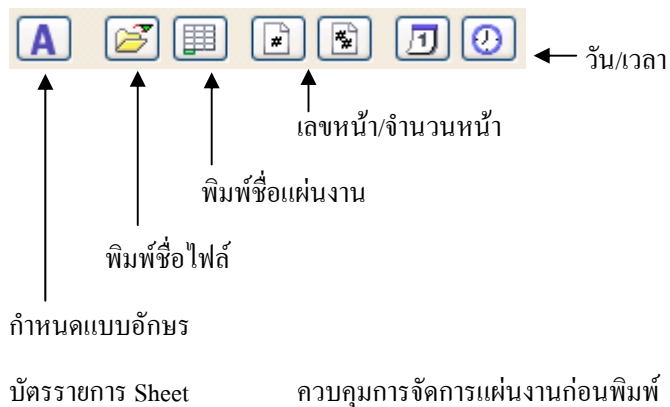 A # #% 1
วัน/เวลา
เลขหน้า/จำนวนหน้า
พิมพ์ชื่อแผ่นงาน
พิมพ์ชื่อไฟล์
กำหนดแบบอักษร
บัตรรายการ Sheet ควบคุมการจัดการแผ่นงานก่อนพิมพ์